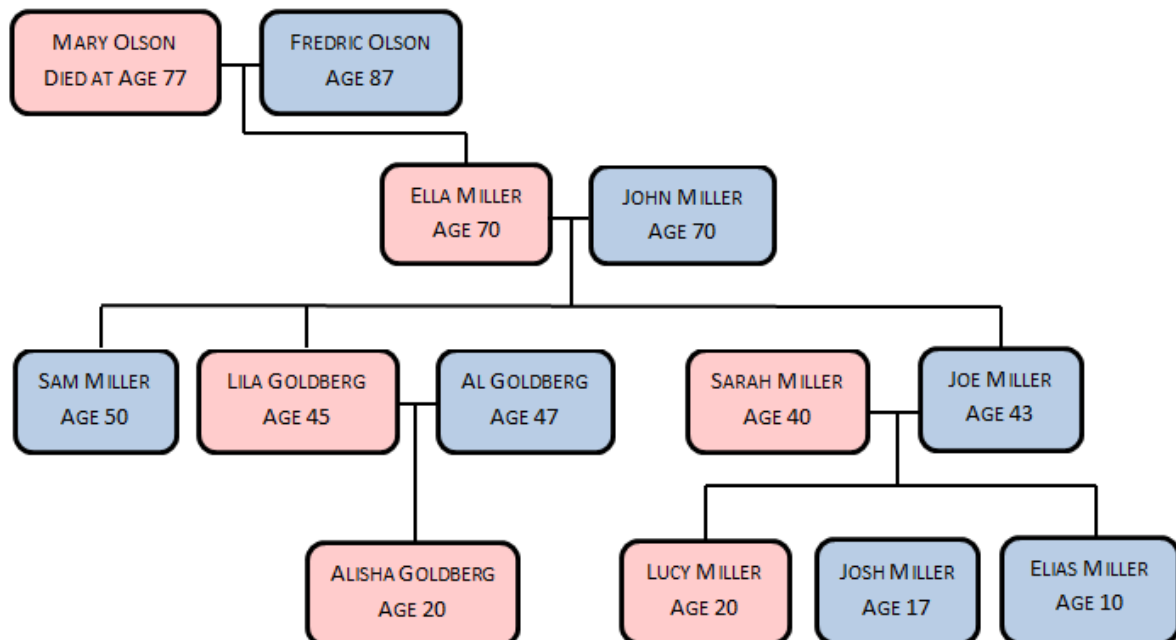 MARY OLSON
DIED AT AGE 77
FREDRIC OLSON
AGE 87
ELLA MILLER
AGE 70
JOHN MILLER
AGE 70
SAM MILLER
AGE 50
LILA GOLDBERG
AGE 45
AL GOLDBERG
AGE 47
SARAH MILLER
AGE 40
JOE MILLER
AGE 43
ALISHA GOLDBERG
AGE 20
LUCY MILLER
AGE 20
JOSH MILLER
AGE 17
ELIAS MILLER
AGE 10